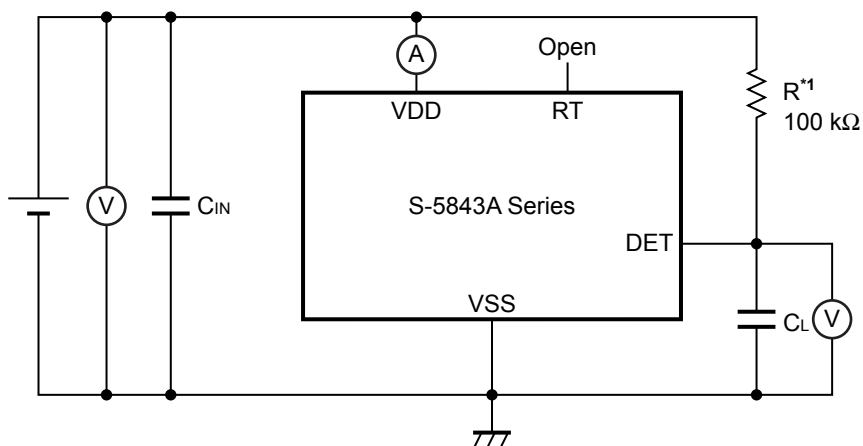 A
Open
R*1
100 kΩ
VDD
RT
V
CIN
S-5843A Series
DET
VSS
CL
V